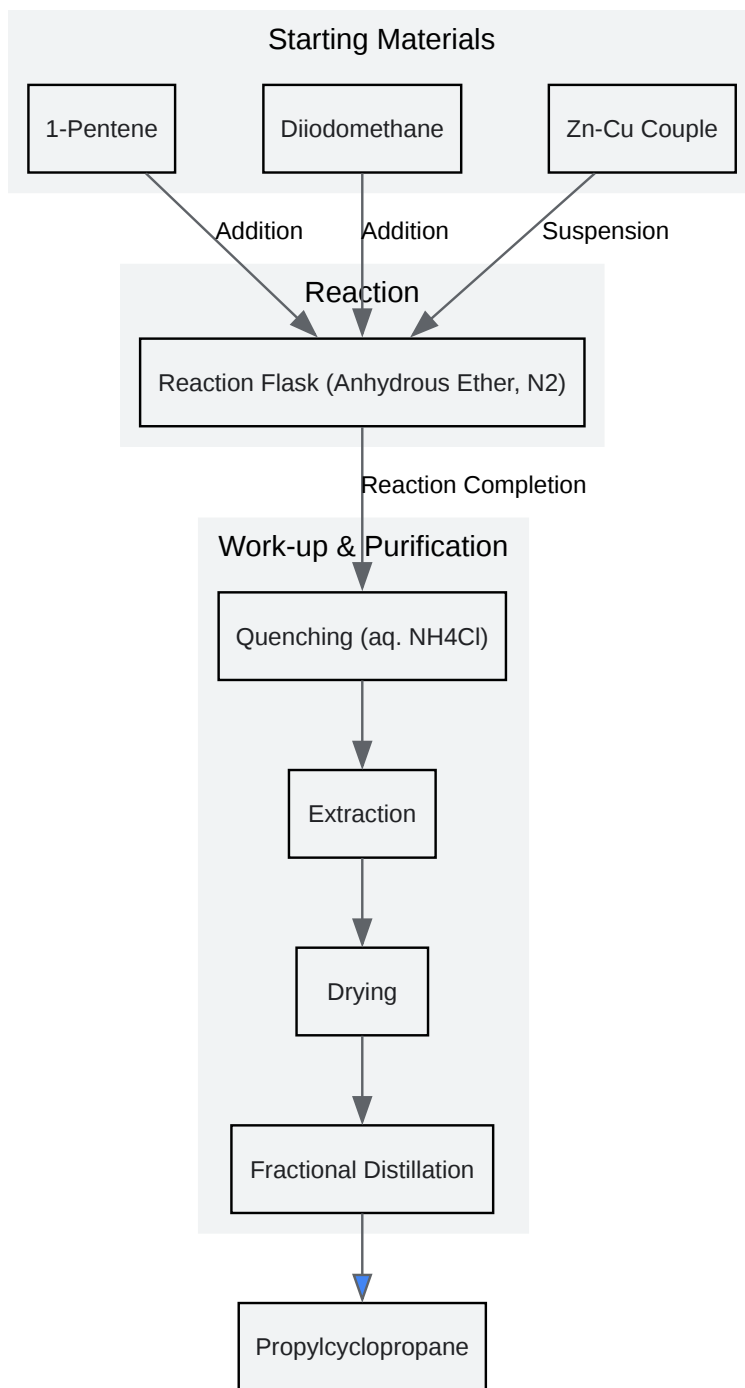 Starting Materials
1-Pentene
Diiodomethane
Zn-Cu Couple
Addition
Addition
Suspension
Reaction
Reaction Flask (Anhydrous Ether, N2)
Reaction Completion
Work-up & Purification
Quenching (aq. NH4Cl)
Extraction
Drying
Fractional Distillation
Propylcyclopropane